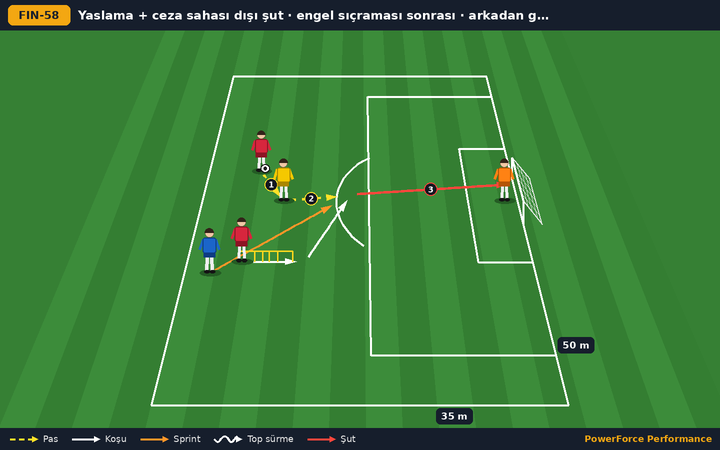 FIN-58 Yaslama + ceza sahası dışı şut · engel sıçraması sonrası · arkadan g...
1
2
3
50 m
35 m
Pas Koşu Sprint Top sürme Şut PowerForce Performance